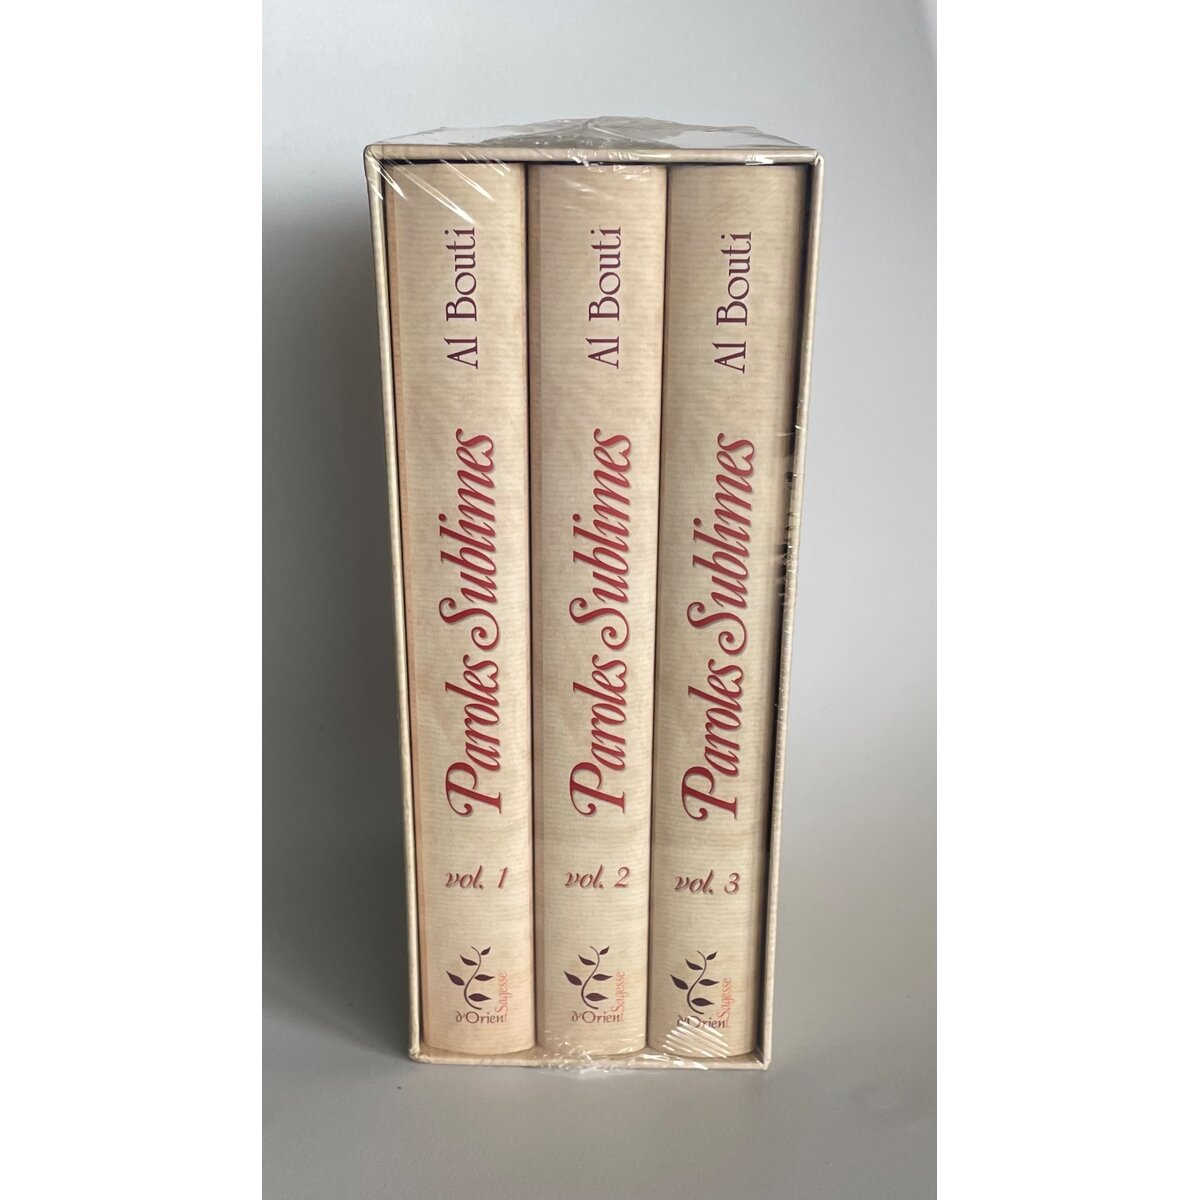 Al Bouti
Paroles Sublimes
vol. 1
d'Orient
Sagesse
Al Bouti
Paroles Sublimes
vol. 2
d'Orient
Sagesse
Al Bouti
Paroles Sublimes
vol. 3
d'Orient
Sagesse